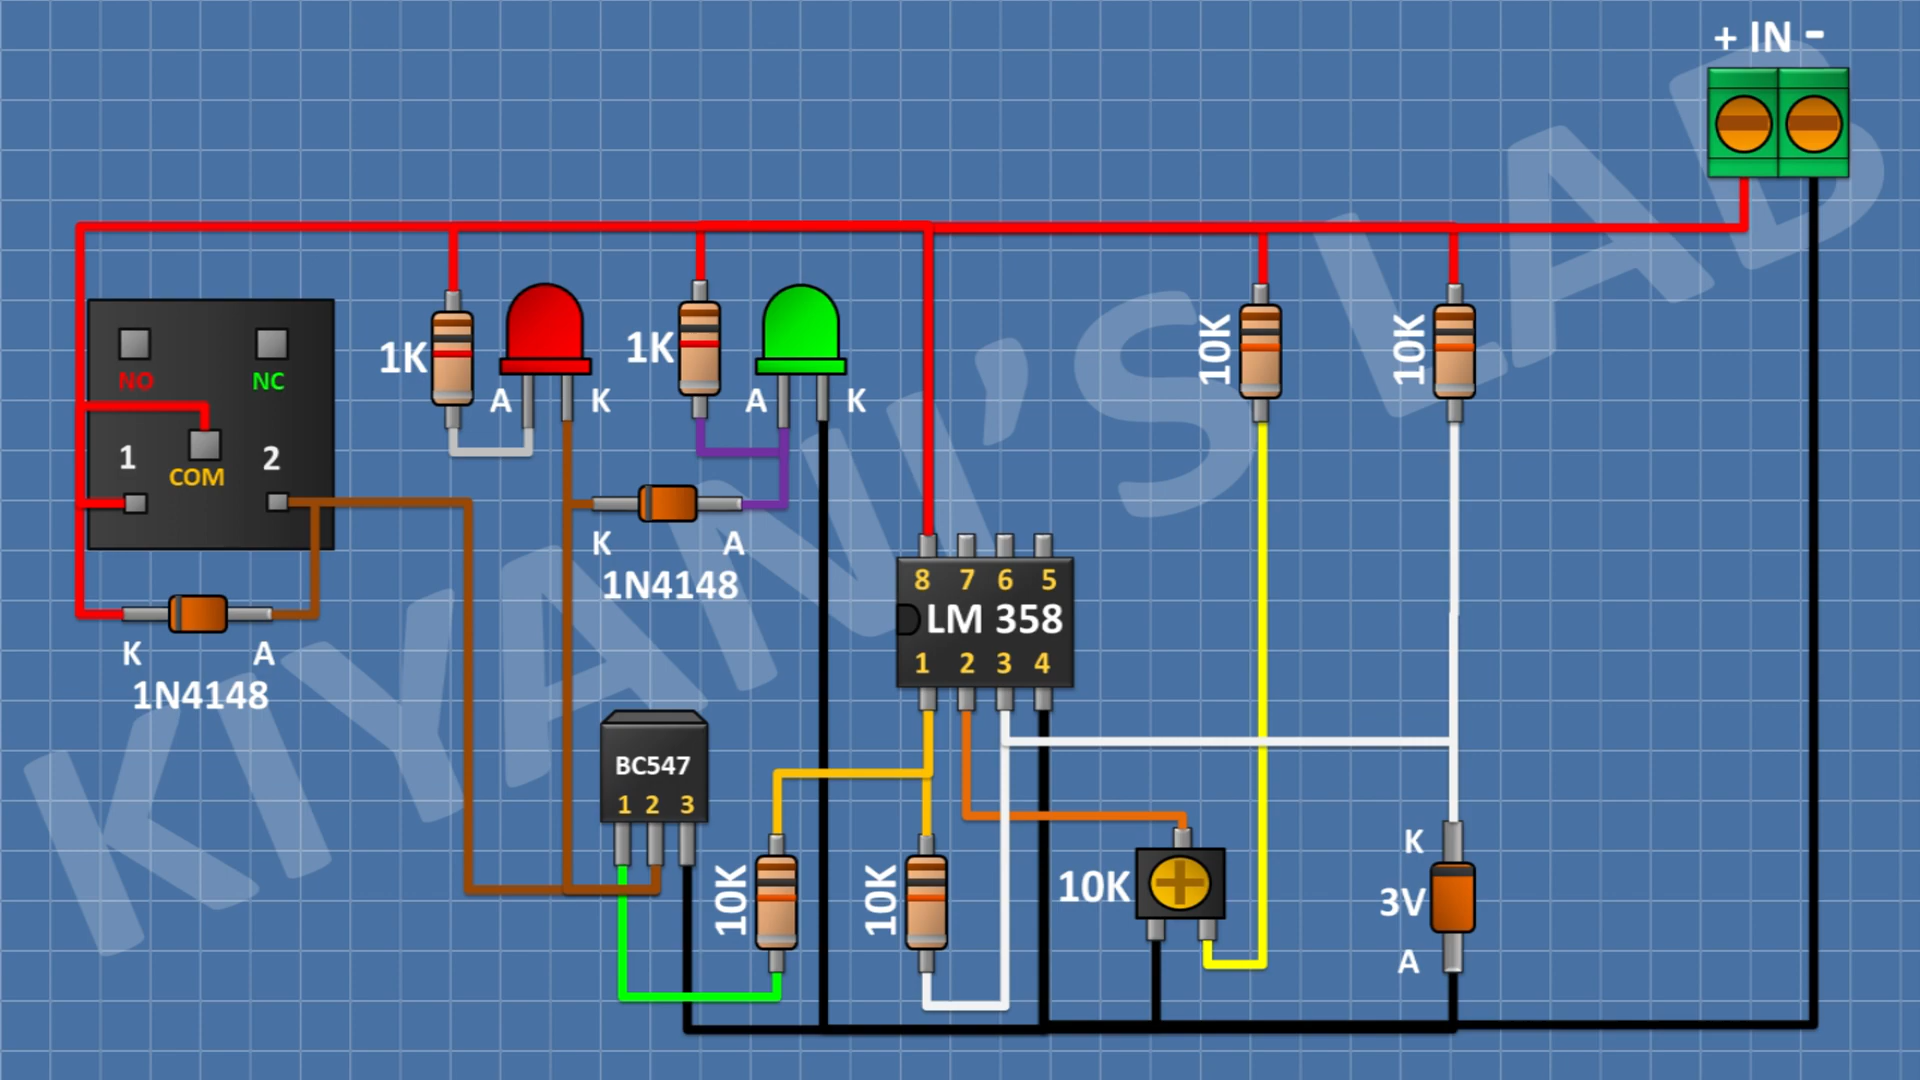 + IN -
NO
NC
1
COM
2
K
A
1N4148
1K
A
K
1K
A
K
K
A
1N4148
8 7 6 5
LM 358
1 2 3 4
10K
10K
BC547
1 2 3
10K
10K
10K
K
3V
A
KIYANI'S LAB